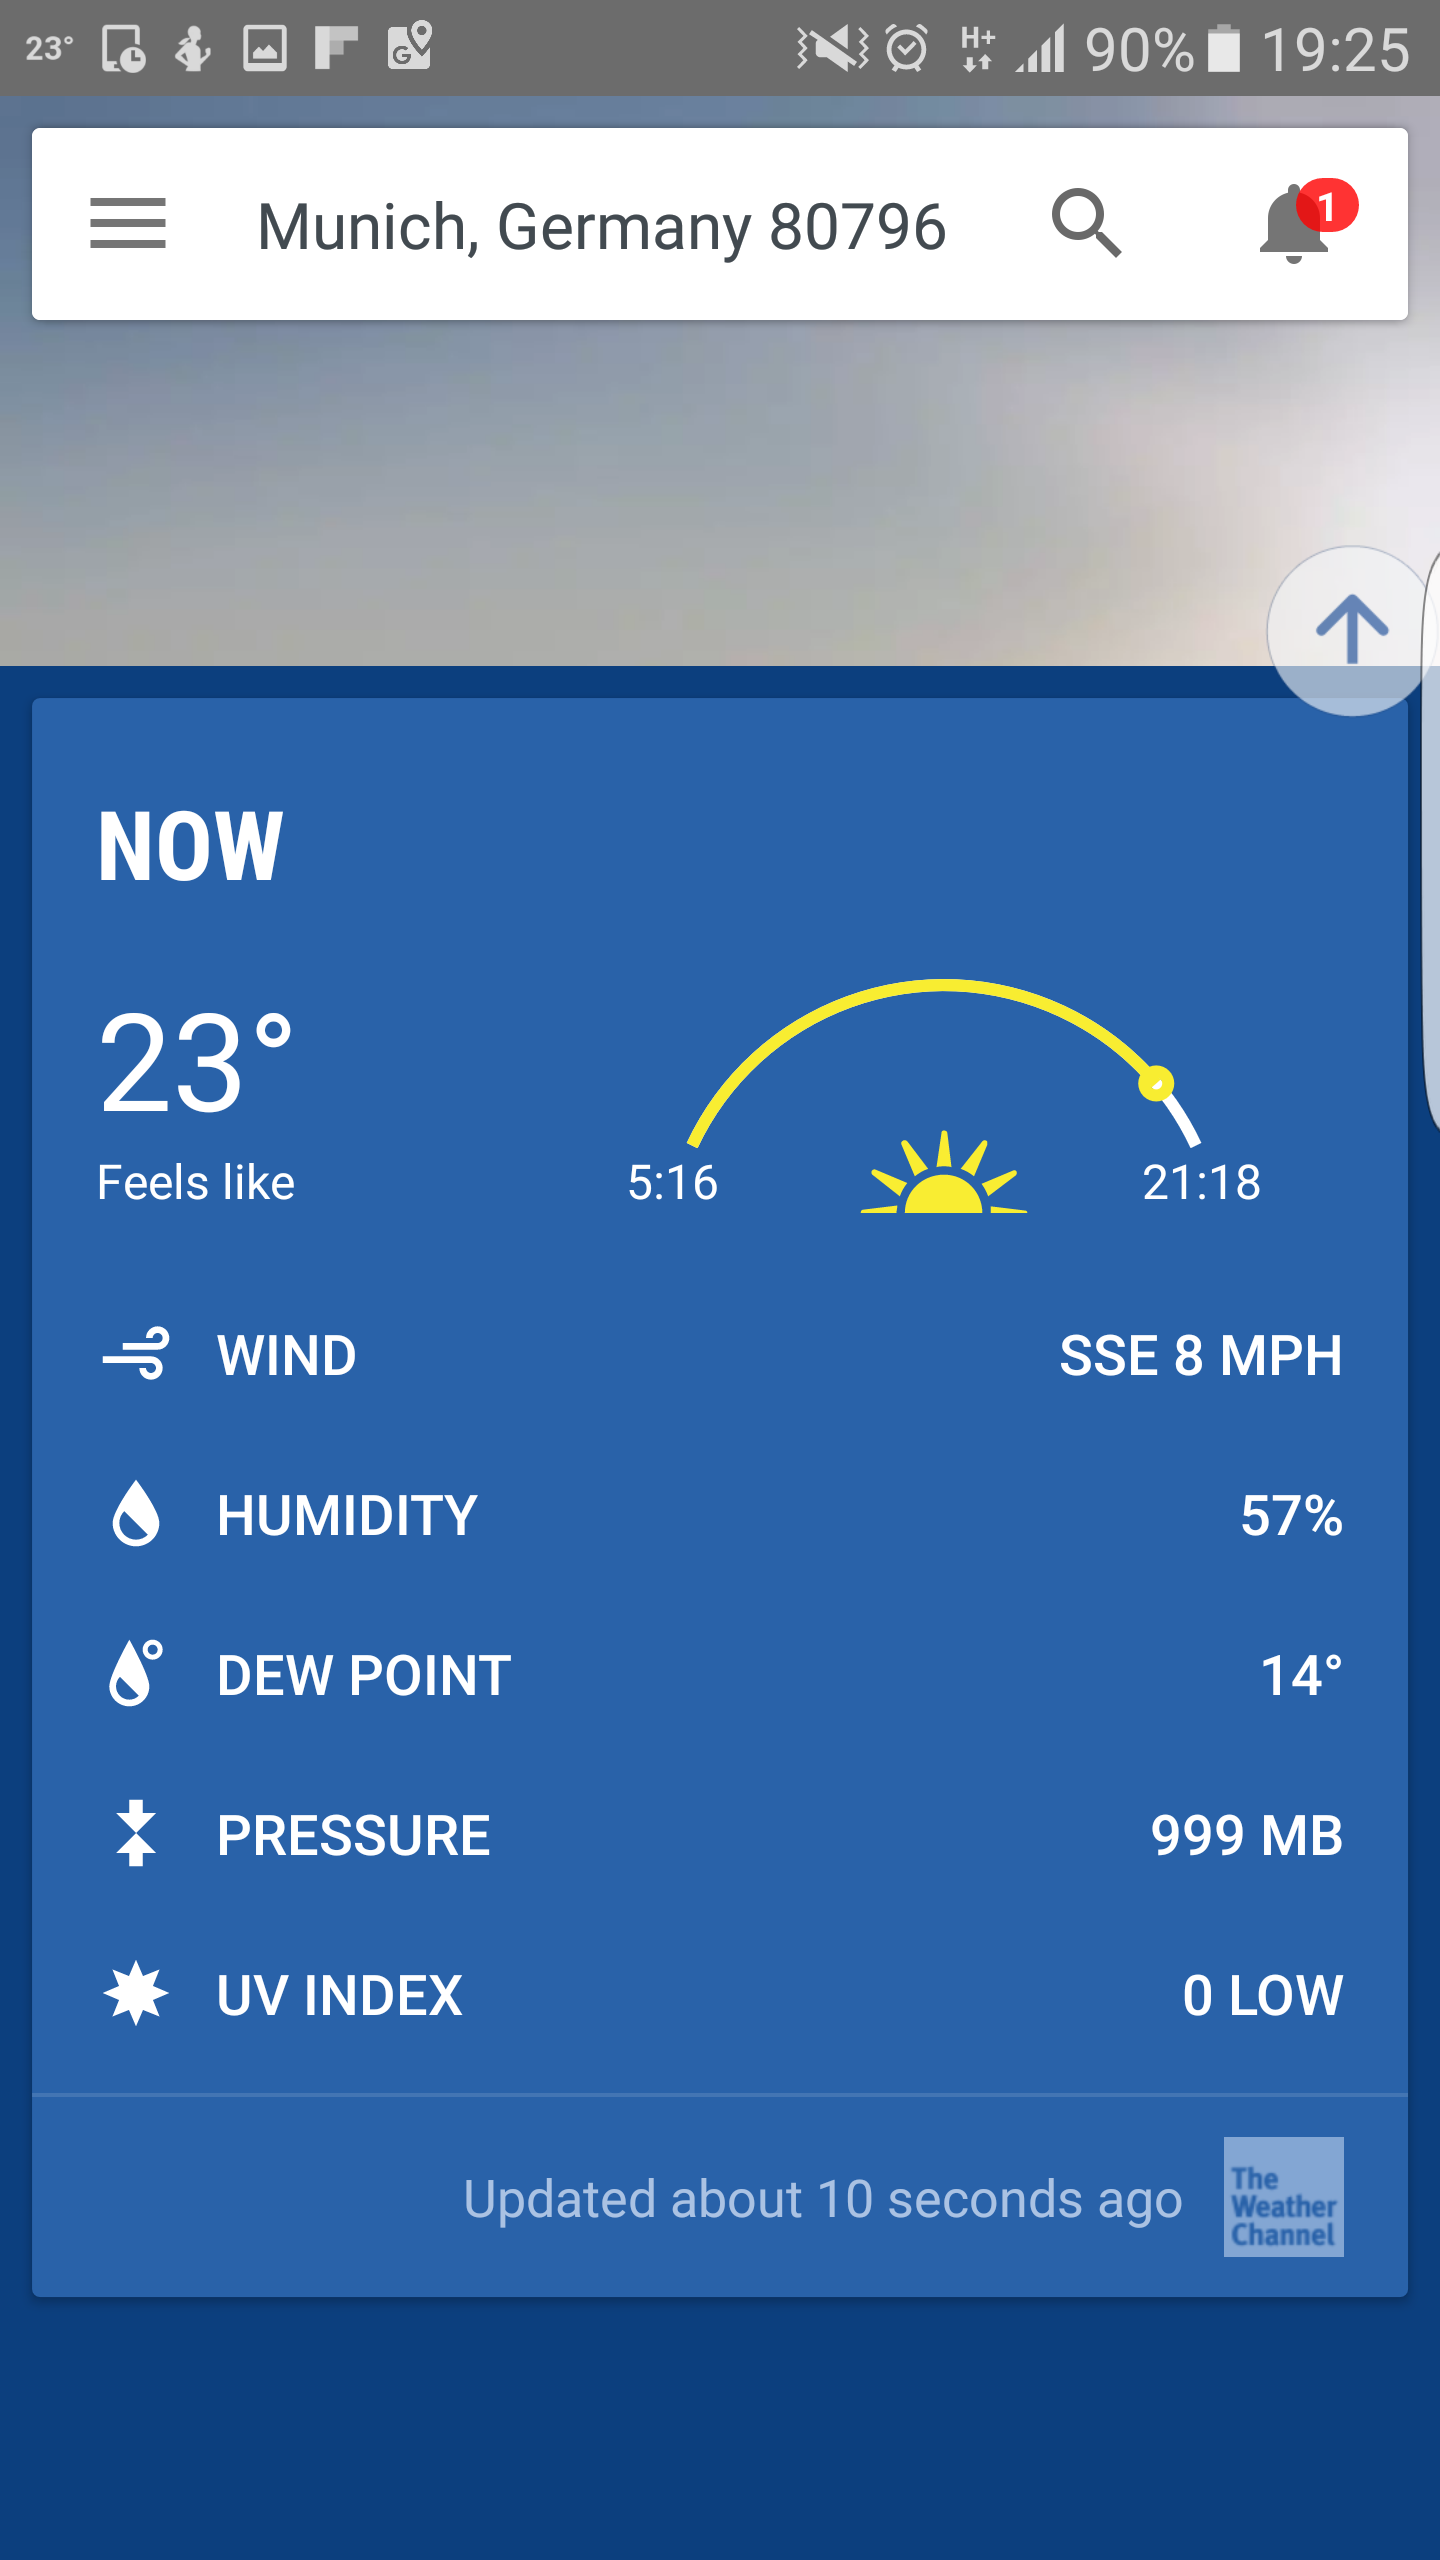 23° 90% 19:25
H+
G
Munich, Germany 80796
1
NOW
23°
Feels like
5:16 21:18
WIND SSE 8 MPH
HUMIDITY 57%
DEW POINT 14°
PRESSURE 999 MB
UV INDEX 0 LOW
Updated about 10 seconds ago
The
Weather
Channel